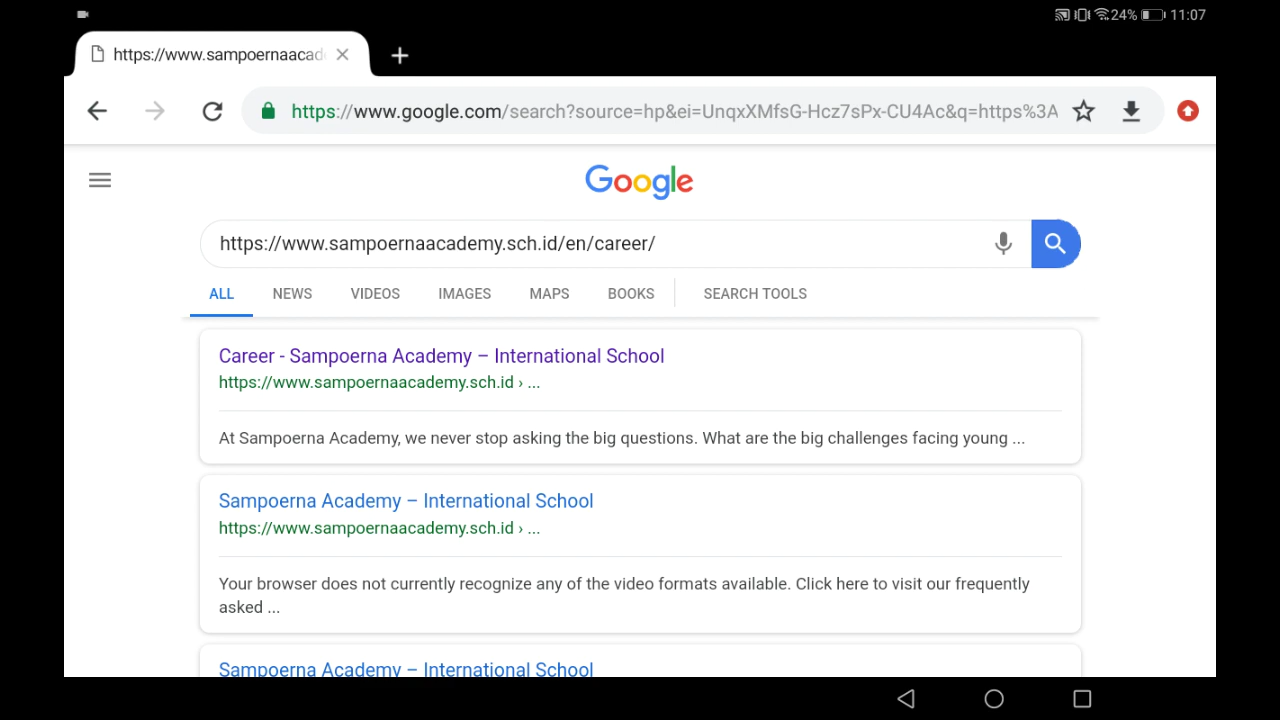 24% 11:07
https://www.sampoernaacad
https://www.google.com/search?source=hp&ei=UnqxXMfsG-Hcz7sPx-CU4Ac&q=https%3A
Google
https://www.sampoernaacademy.sch.id/en/career/
ALL NEWS VIDEOS IMAGES MAPS BOOKS SEARCH TOOLS
Career - Sampoerna Academy – International School
https://www.sampoernaacademy.sch.id › ...
At Sampoerna Academy, we never stop asking the big questions. What are the big challenges facing young ...
Sampoerna Academy – International School
https://www.sampoernaacademy.sch.id › ...
Your browser does not currently recognize any of the video formats available. Click here to visit our frequently
asked ...
Sampoerna Academy – International School